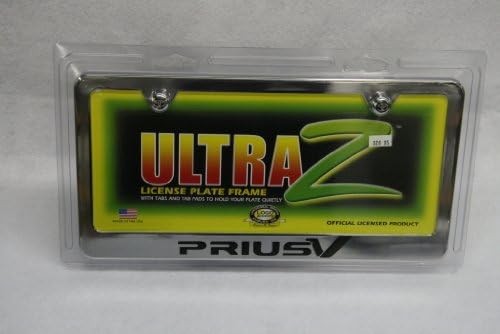 ULTRA Z
LICENSE PLATE FRAME
WITH TABS AND TAB PADS TO HOLD YOUR PLATE QUIETLY
OFFICIAL LICENSED PRODUCT
PRIUS V